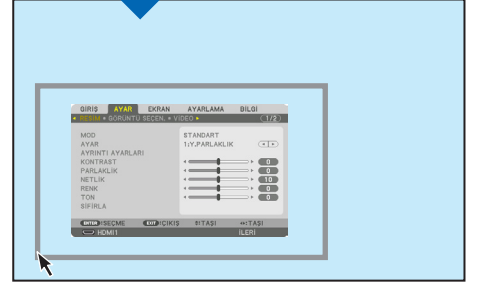 GİRİŞ AYAR EKRAN AYARLAMA BİLGİ
RESİM • GÖRÜNTÜ SEÇEN. • VİDEO 1/2
MOD STANDART
AYAR 1:Y.PARLAKLIK
AYRINTI AYARLARI
KONTRAST 0
PARLAKLIK 0
NETLİK 10
RENK 0
TON 0
SIFIRLA
ENTER:SEÇME EXIT:ÇIKIŞ :TAŞI :TAŞI
HDMI1 İLERİ